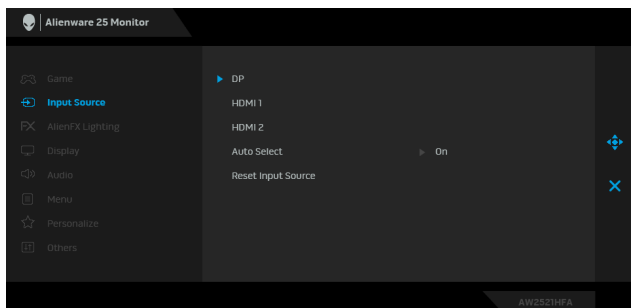 Alienware 25 Monitor
Game
Input Source
FX AlienFX Lighting
Display
Audio
Menu
Personalize
Others
DP
HDMI 1
HDMI 2
Auto Select On
Reset Input Source
AW2521HFA